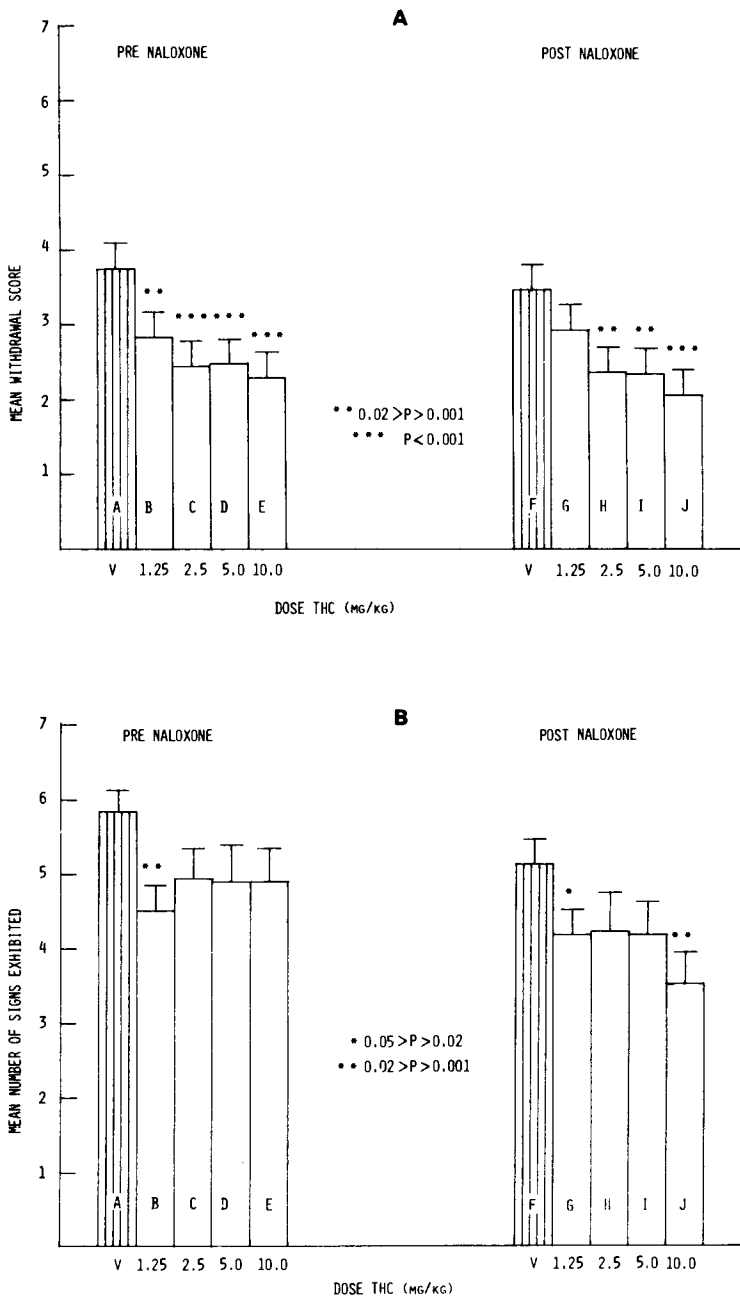 A
PRE NALOXONE
POST NALOXONE
7
6
5
4
3
2
1
MEAN WITHDRAWAL SCORE
** *** *** ***
** ** ***
** 0.02>P>0.001
*** P<0.001
A B C D E
F G H I J
V 1.25 2.5 5.0 10.0
V 1.25 2.5 5.0 10.0
DOSE THC (MG/KG)
B
PRE NALOXONE
POST NALOXONE
7
6
5
4
3
2
1
MEAN NUMBER OF SIGNS EXHIBITED
**
* **
* 0.05>P>0.02
** 0.02>P>0.001
A B C D E
F G H I J
V 1.25 2.5 5.0 10.0
V 1.25 2.5 5.0 10.0
DOSE THC (MG/KG)